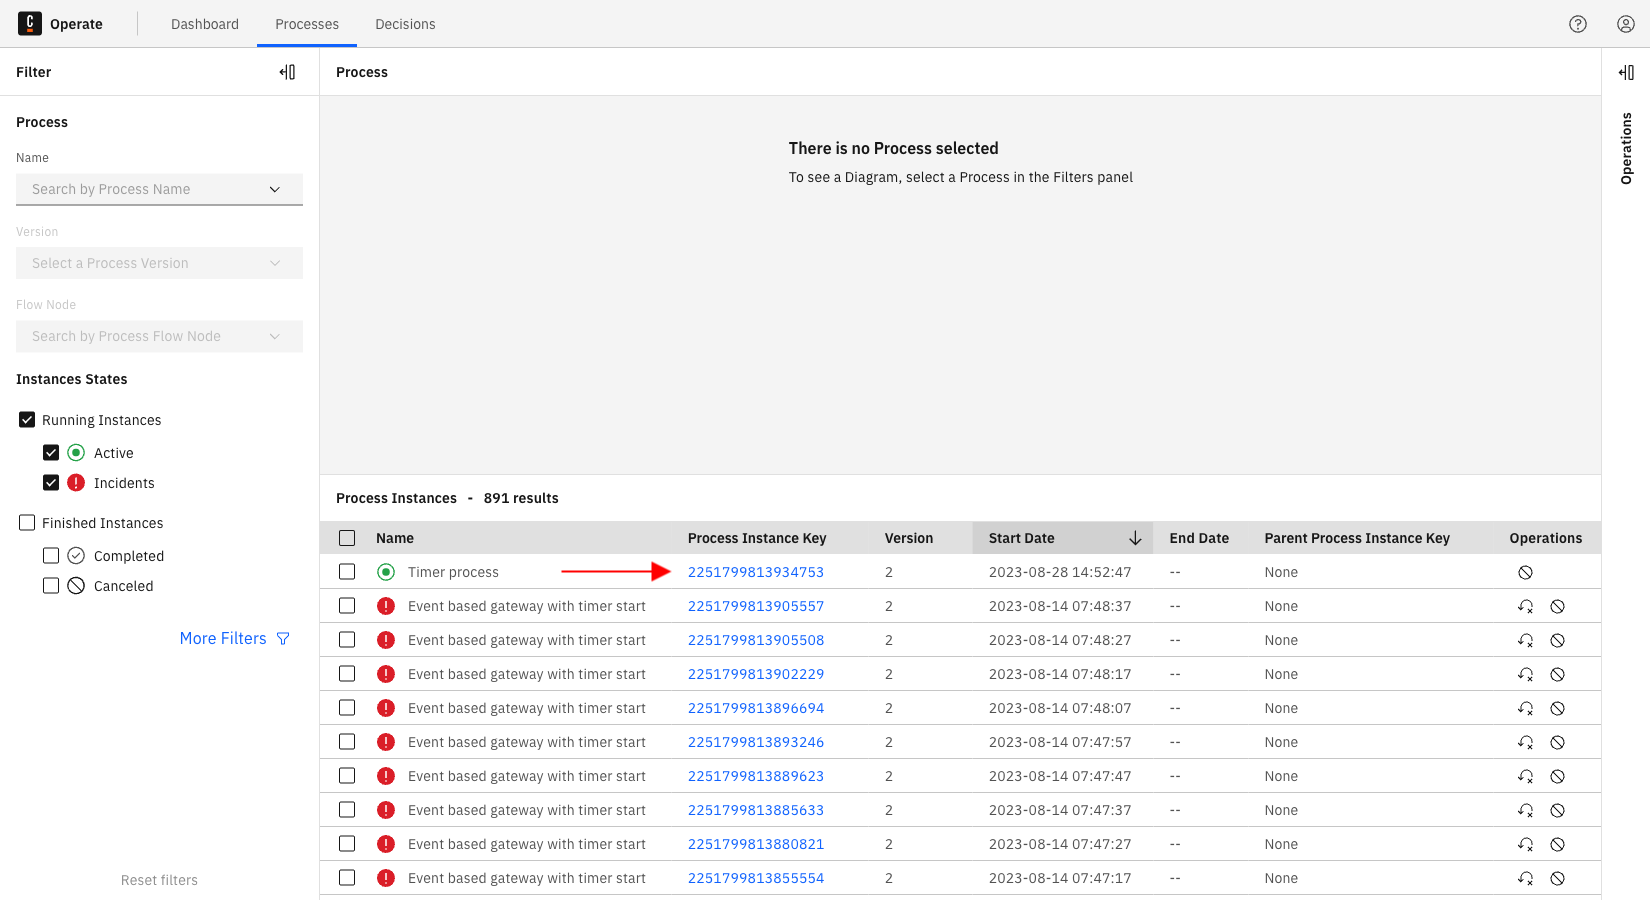 C Operate Dashboard Processes Decisions
Filter
Process
Name
Search by Process Name
Version
Select a Process Version
Flow Node
Search by Process Flow Node
Instances States
Running Instances
Active
Incidents
Finished Instances
Completed
Canceled
More Filters
Reset filters
Process
There is no Process selected
To see a Diagram, select a Process in the Filters panel
Process Instances - 891 results
Name Process Instance Key Version Start Date End Date Parent Process Instance Key Operations
Timer process 2251799813934753 2 2023-08-28 14:52:47 -- None
Event based gateway with timer start 2251799813905557 2 2023-08-14 07:48:37 -- None
Event based gateway with timer start 2251799813905508 2 2023-08-14 07:48:27 -- None
Event based gateway with timer start 2251799813902229 2 2023-08-14 07:48:17 -- None
Event based gateway with timer start 2251799813896694 2 2023-08-14 07:48:07 -- None
Event based gateway with timer start 2251799813893246 2 2023-08-14 07:47:57 -- None
Event based gateway with timer start 2251799813889623 2 2023-08-14 07:47:47 -- None
Event based gateway with timer start 2251799813885633 2 2023-08-14 07:47:37 -- None
Event based gateway with timer start 2251799813880821 2 2023-08-14 07:47:27 -- None
Event based gateway with timer start 2251799813855554 2 2023-08-14 07:47:17 -- None
Operations